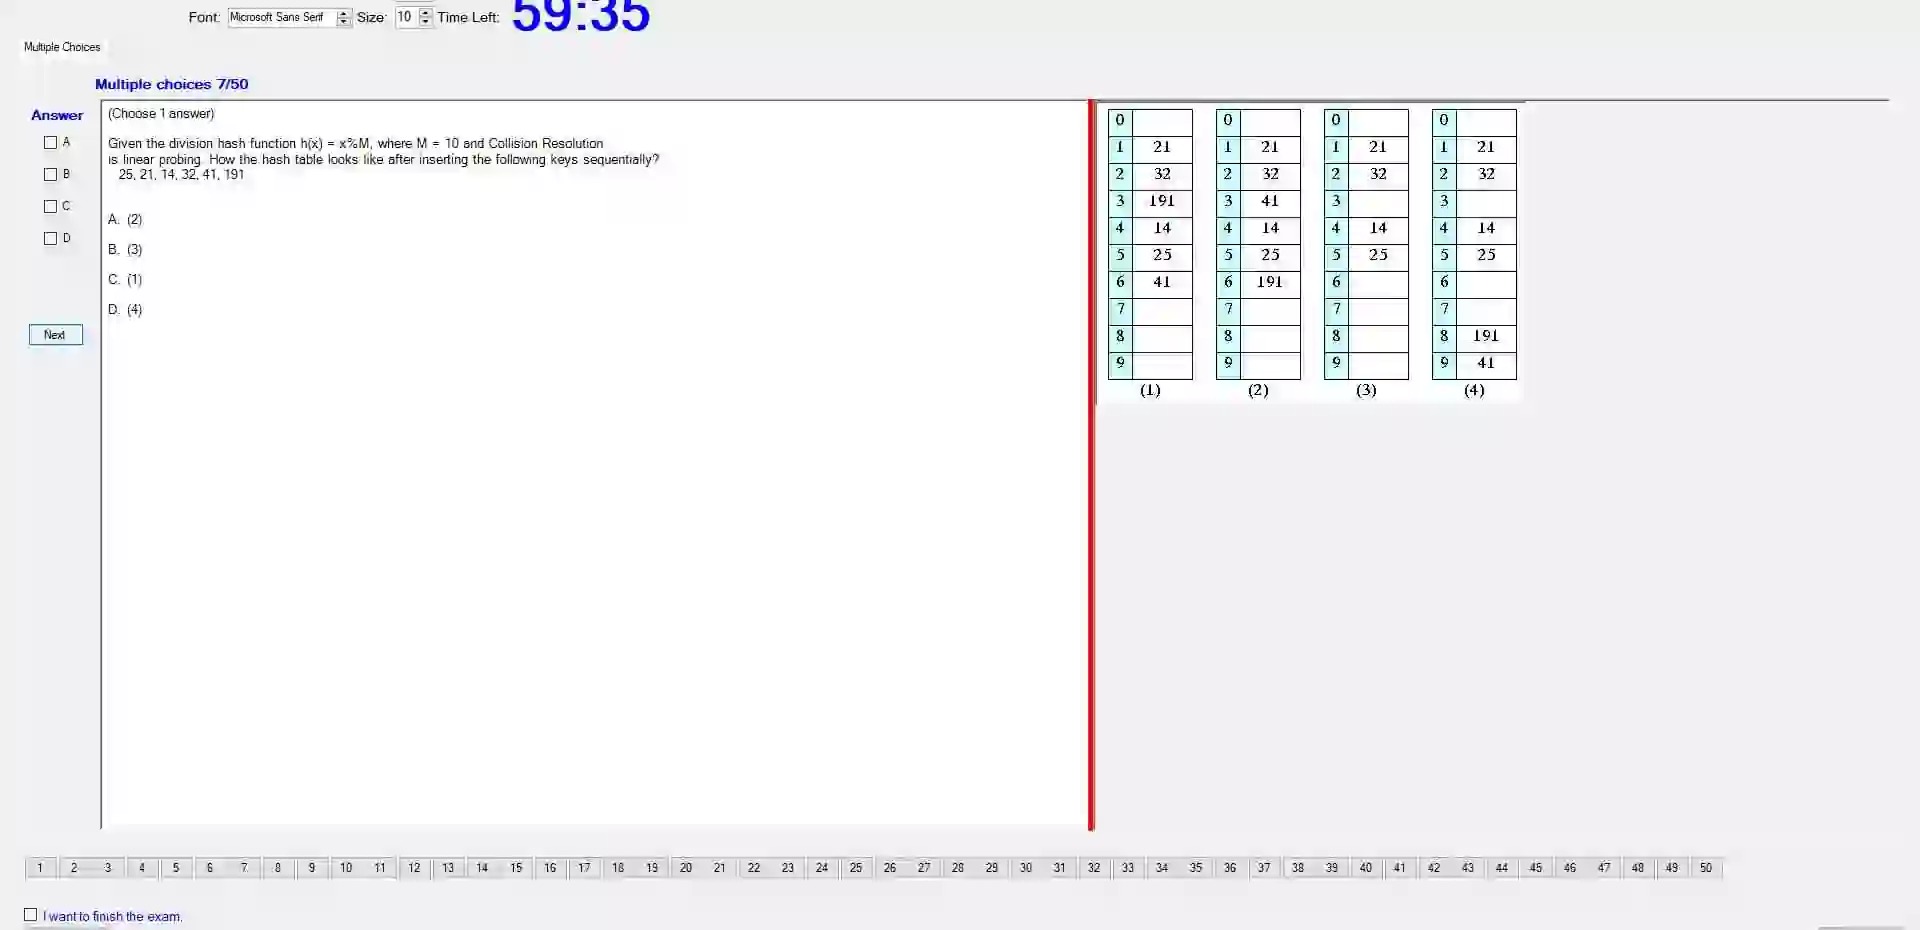 Font: Microsoft Sans Serif Size: 10 Time Left: 59:35
Multiple Choices
Multiple choices 7/50
Answer
A
B
C
D
Next
(Choose 1 answer)
Given the division hash function h(x) = x%M, where M = 10 and Collision Resolution
is linear probing. How the hash table looks like after inserting the following keys sequentially?
25, 21, 14, 32, 41, 191
A. (2)
B. (3)
C. (1)
D. (4)
0 0 0 0
1 21 1 21 1 21 1 21
2 32 2 32 2 32 2 32
3 191 3 41 3 3
4 14 4 14 4 14 4 14
5 25 5 25 5 25 5 25
6 41 6 191 6 6
7 7 7 7
8 8 8 8 191
9 9 9 9 41
(1) (2) (3) (4)
1 2 3 4 5 6 7 8 9 10 11 12 13 14 15 16 17 18 19 20 21 22 23 24 25 26 27 28 29 30 31 32 33 34 35 36 37 38 39 40 41 42 43 44 45 46 47 48 49 50
I want to finish the exam.